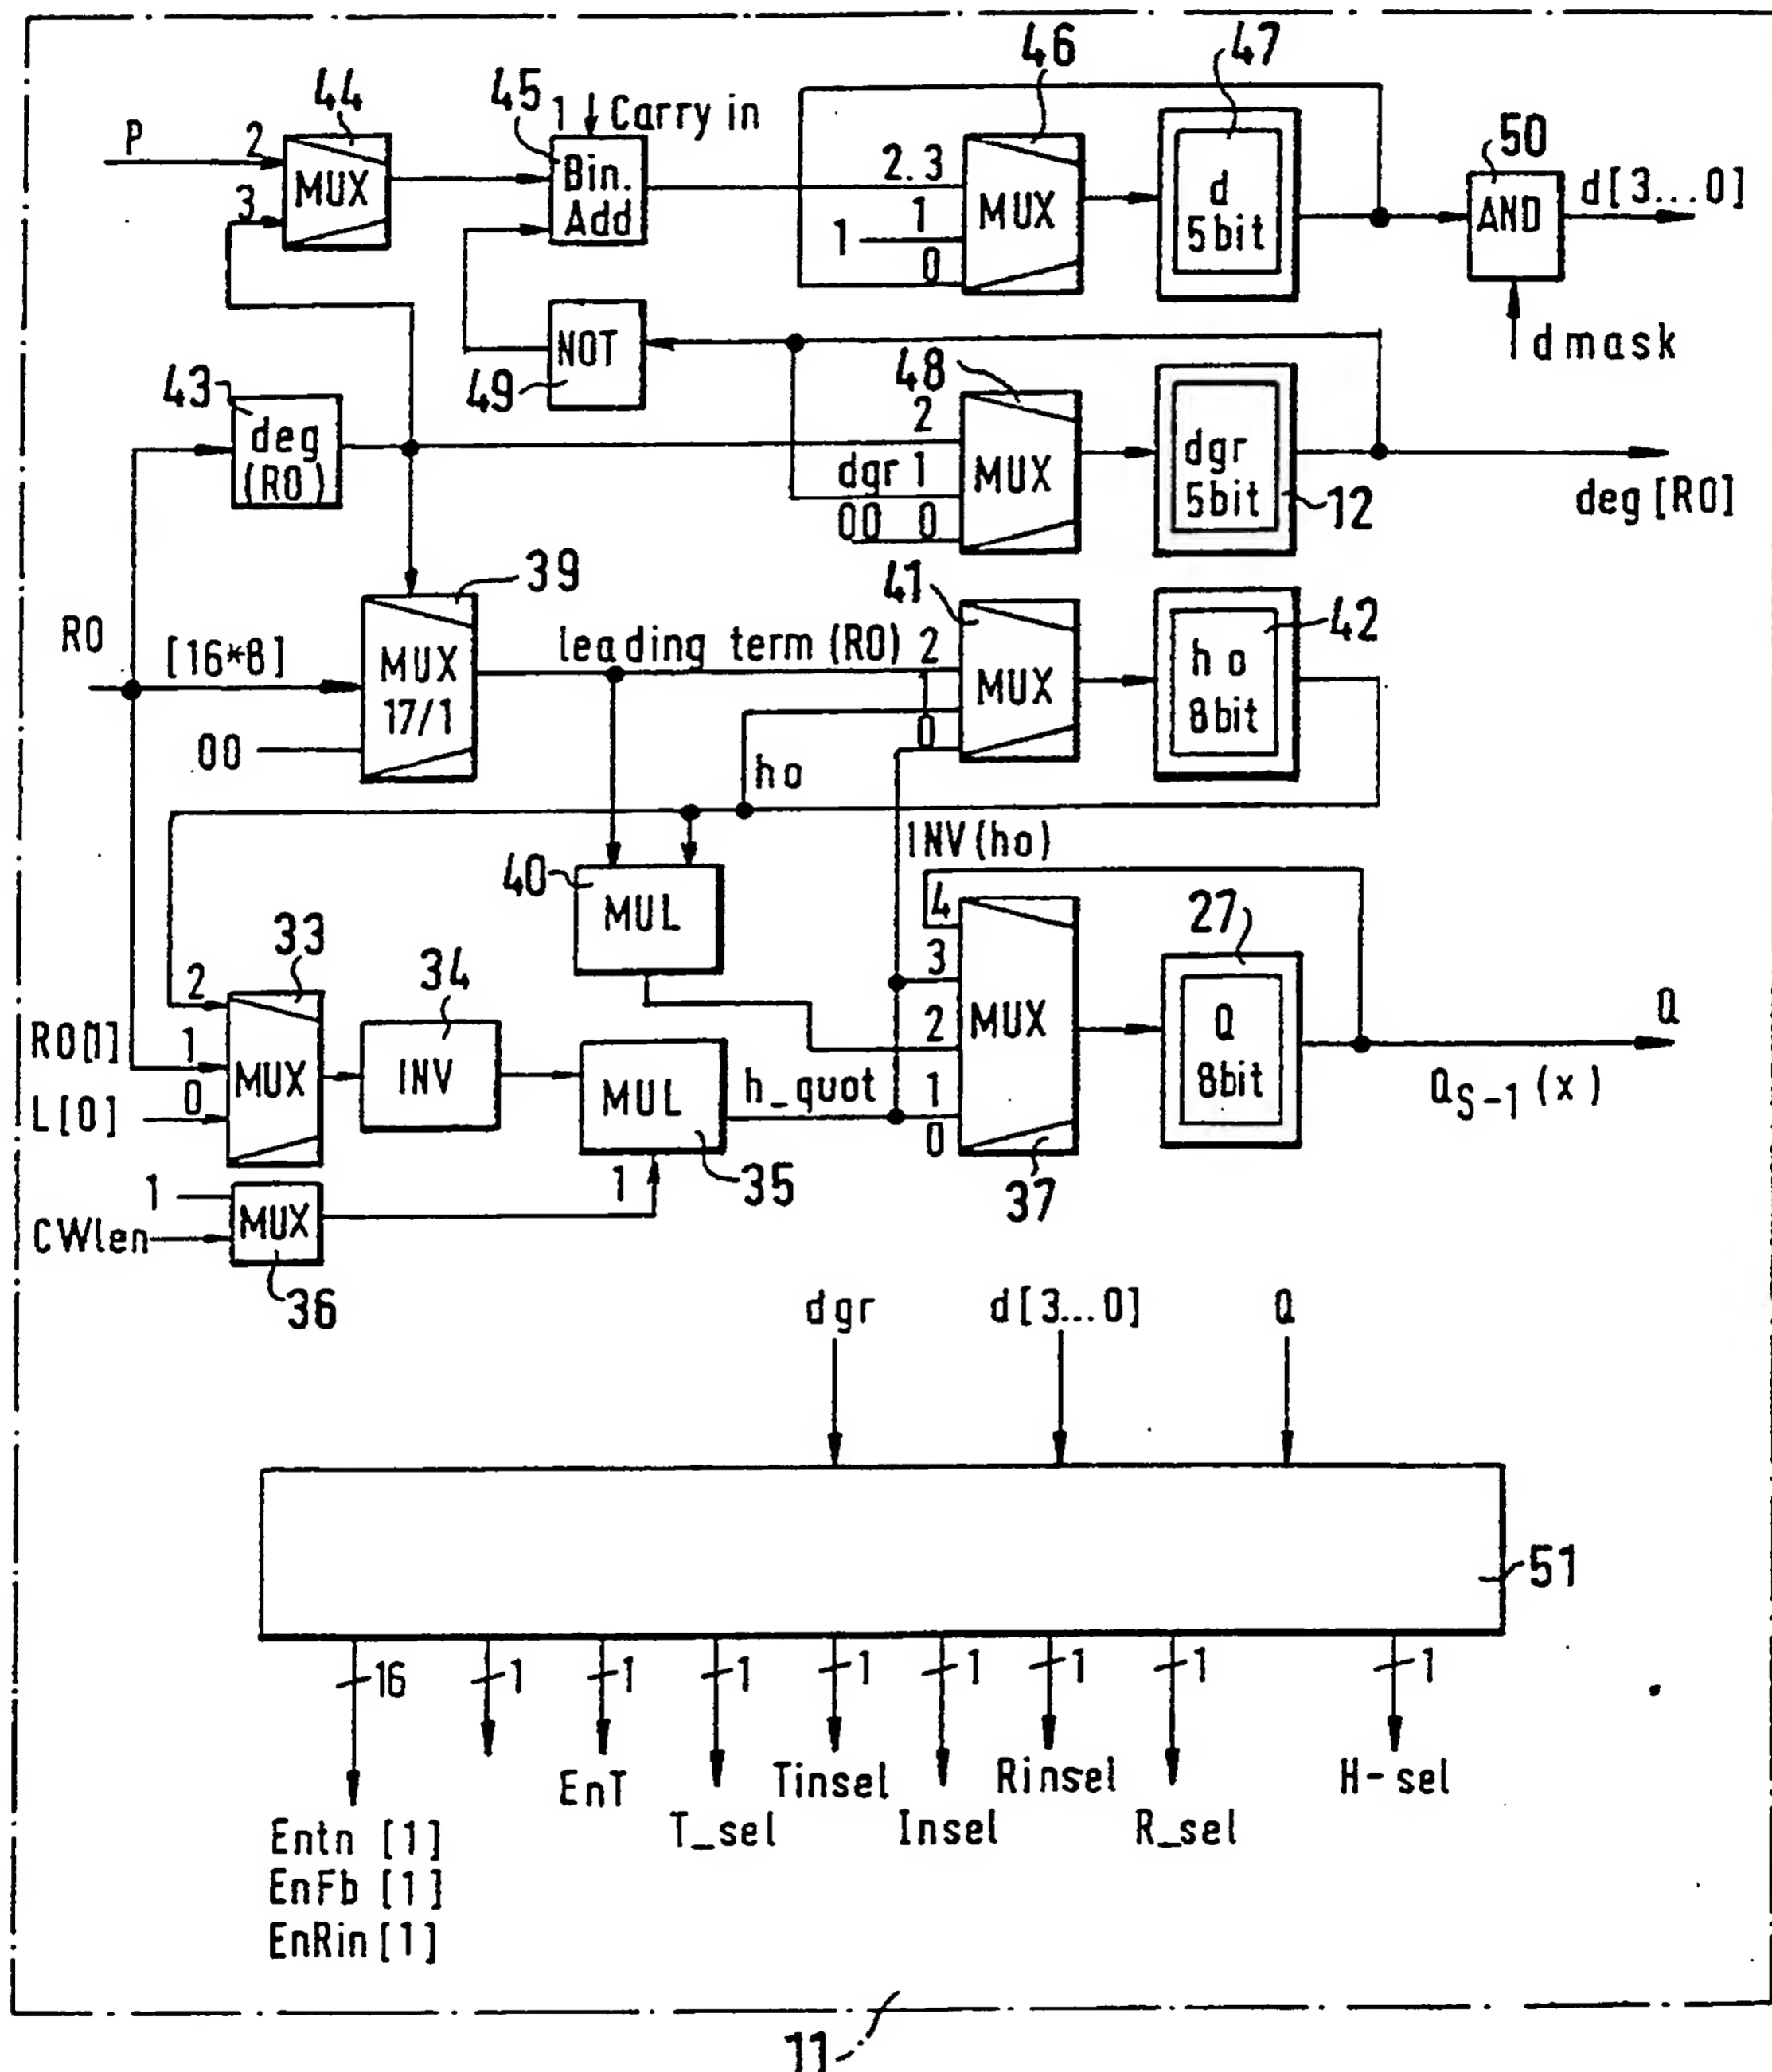 46
47
44
45
1
Carry in
50
P
2
MUX
Bin.
Add
2.3
1
1
0
MUX
d
5bit
AND
d[3...0]
3
NOT
49
48
dmask
43
deg
(R0)
2
dgr 1
00 0
MUX
dgr
5bit
12
deg [R0]
39
41
42
R0
[16*8]
MUX
17/1
leading term (R0)
2
0
MUX
ho
8bit
00
ho
INV(ho)
40
MUL
27
33
34
4
3
2
1
0
MUX
Q
8bit
Q
2
R0[1]
1
L[0]
0
MUX
INV
MUL
h_quot
Q_{S-1}(x)
1
35
37
1
CWlen
MUX
36
dgr
d[3...0]
Q
51
16
1
1
1
1
1
1
1
1
EnT
Tinsel
Rinsel
H-sel
T_sel
Insel
R_sel
Entn [1]
EnFb [1]
EnRin [1]
11